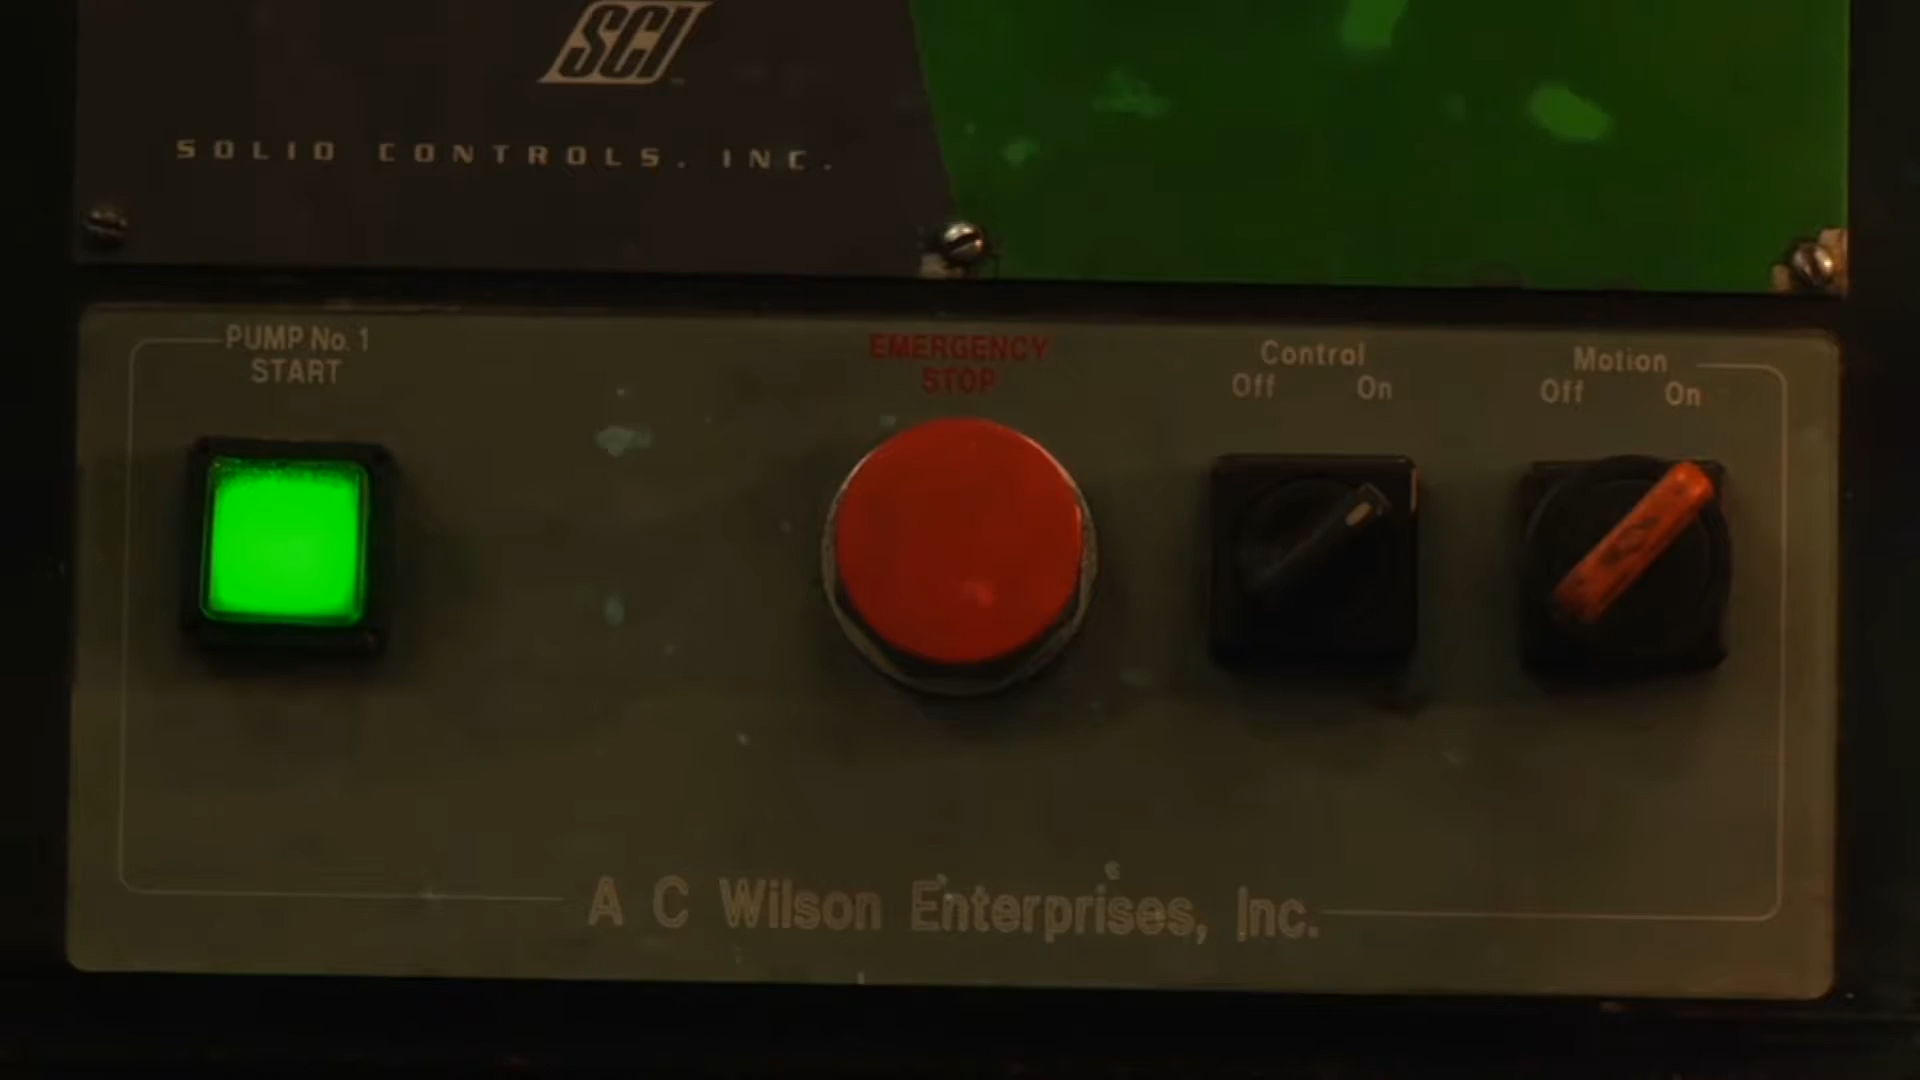 SCI
SOLID CONTROLS, INC.
PUMP No. 1
START
EMERGENCY
STOP
Control
Off On
Motion
Off On
A C Wilson Enterprises, Inc.